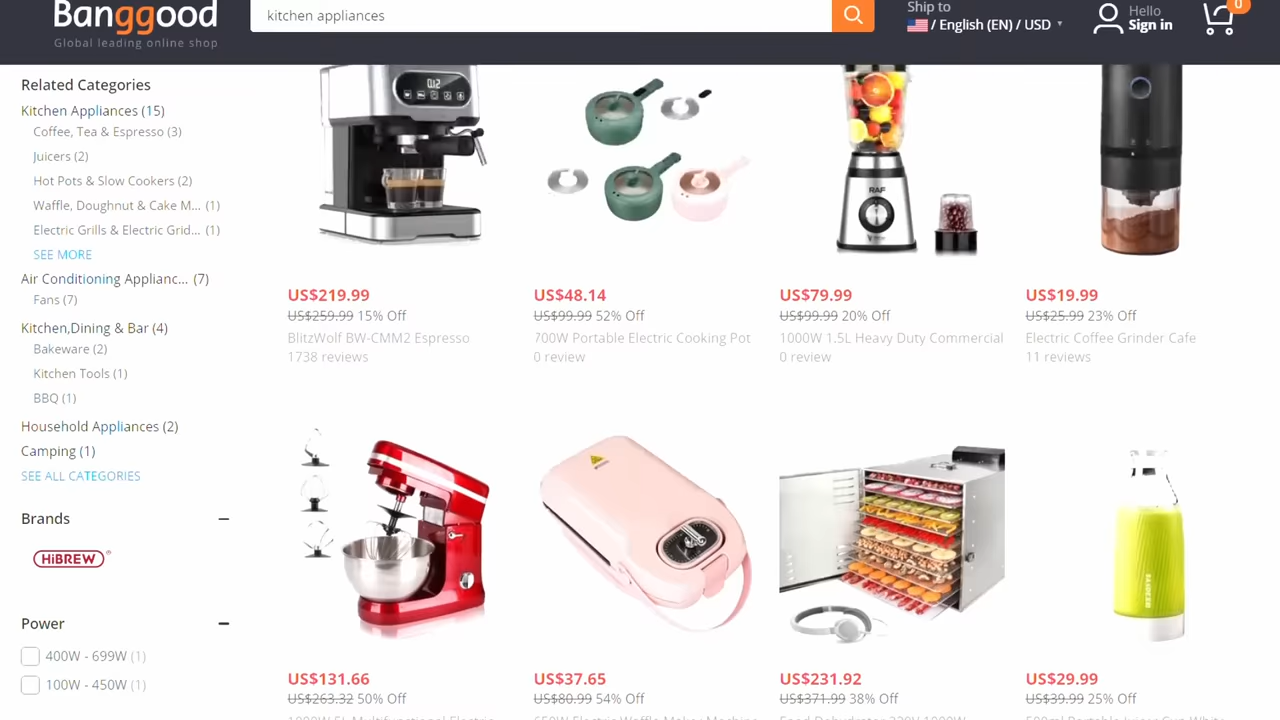 Banggood
Global leading online shop
kitchen appliances
Ship to
/ English (EN) / USD
Hello
Sign in
0
Related Categories
Kitchen Appliances (15)
Coffee, Tea & Espresso (3)
Juicers (2)
Hot Pots & Slow Cookers (2)
Waffle, Doughnut & Cake M... (1)
Electric Grills & Electric Grid... (1)
SEE MORE
Air Conditioning Applianc... (7)
Fans (7)
Kitchen,Dining & Bar (4)
Bakeware (2)
Kitchen Tools (1)
BBQ (1)
Household Appliances (2)
Camping (1)
SEE ALL CATEGORIES
Brands
HiBREW®
Power
400W - 699W (1)
100W - 450W (1)
012
RAF
US$219.99
US$259.99 15% Off
BlitzWolf BW-CMM2 Espresso
1738 reviews
US$48.14
US$99.99 52% Off
700W Portable Electric Cooking Pot
0 review
US$79.99
US$99.99 20% Off
1000W 1.5L Heavy Duty Commercial
0 review
US$19.99
US$25.99 23% Off
Electric Coffee Grinder Cafe
11 reviews
US$131.66
US$263.32 50% Off
US$37.65
US$80.99 54% Off
US$231.92
US$371.99 38% Off
Food Dehydrator 220V 1000W
US$29.99
US$39.99 25% Off